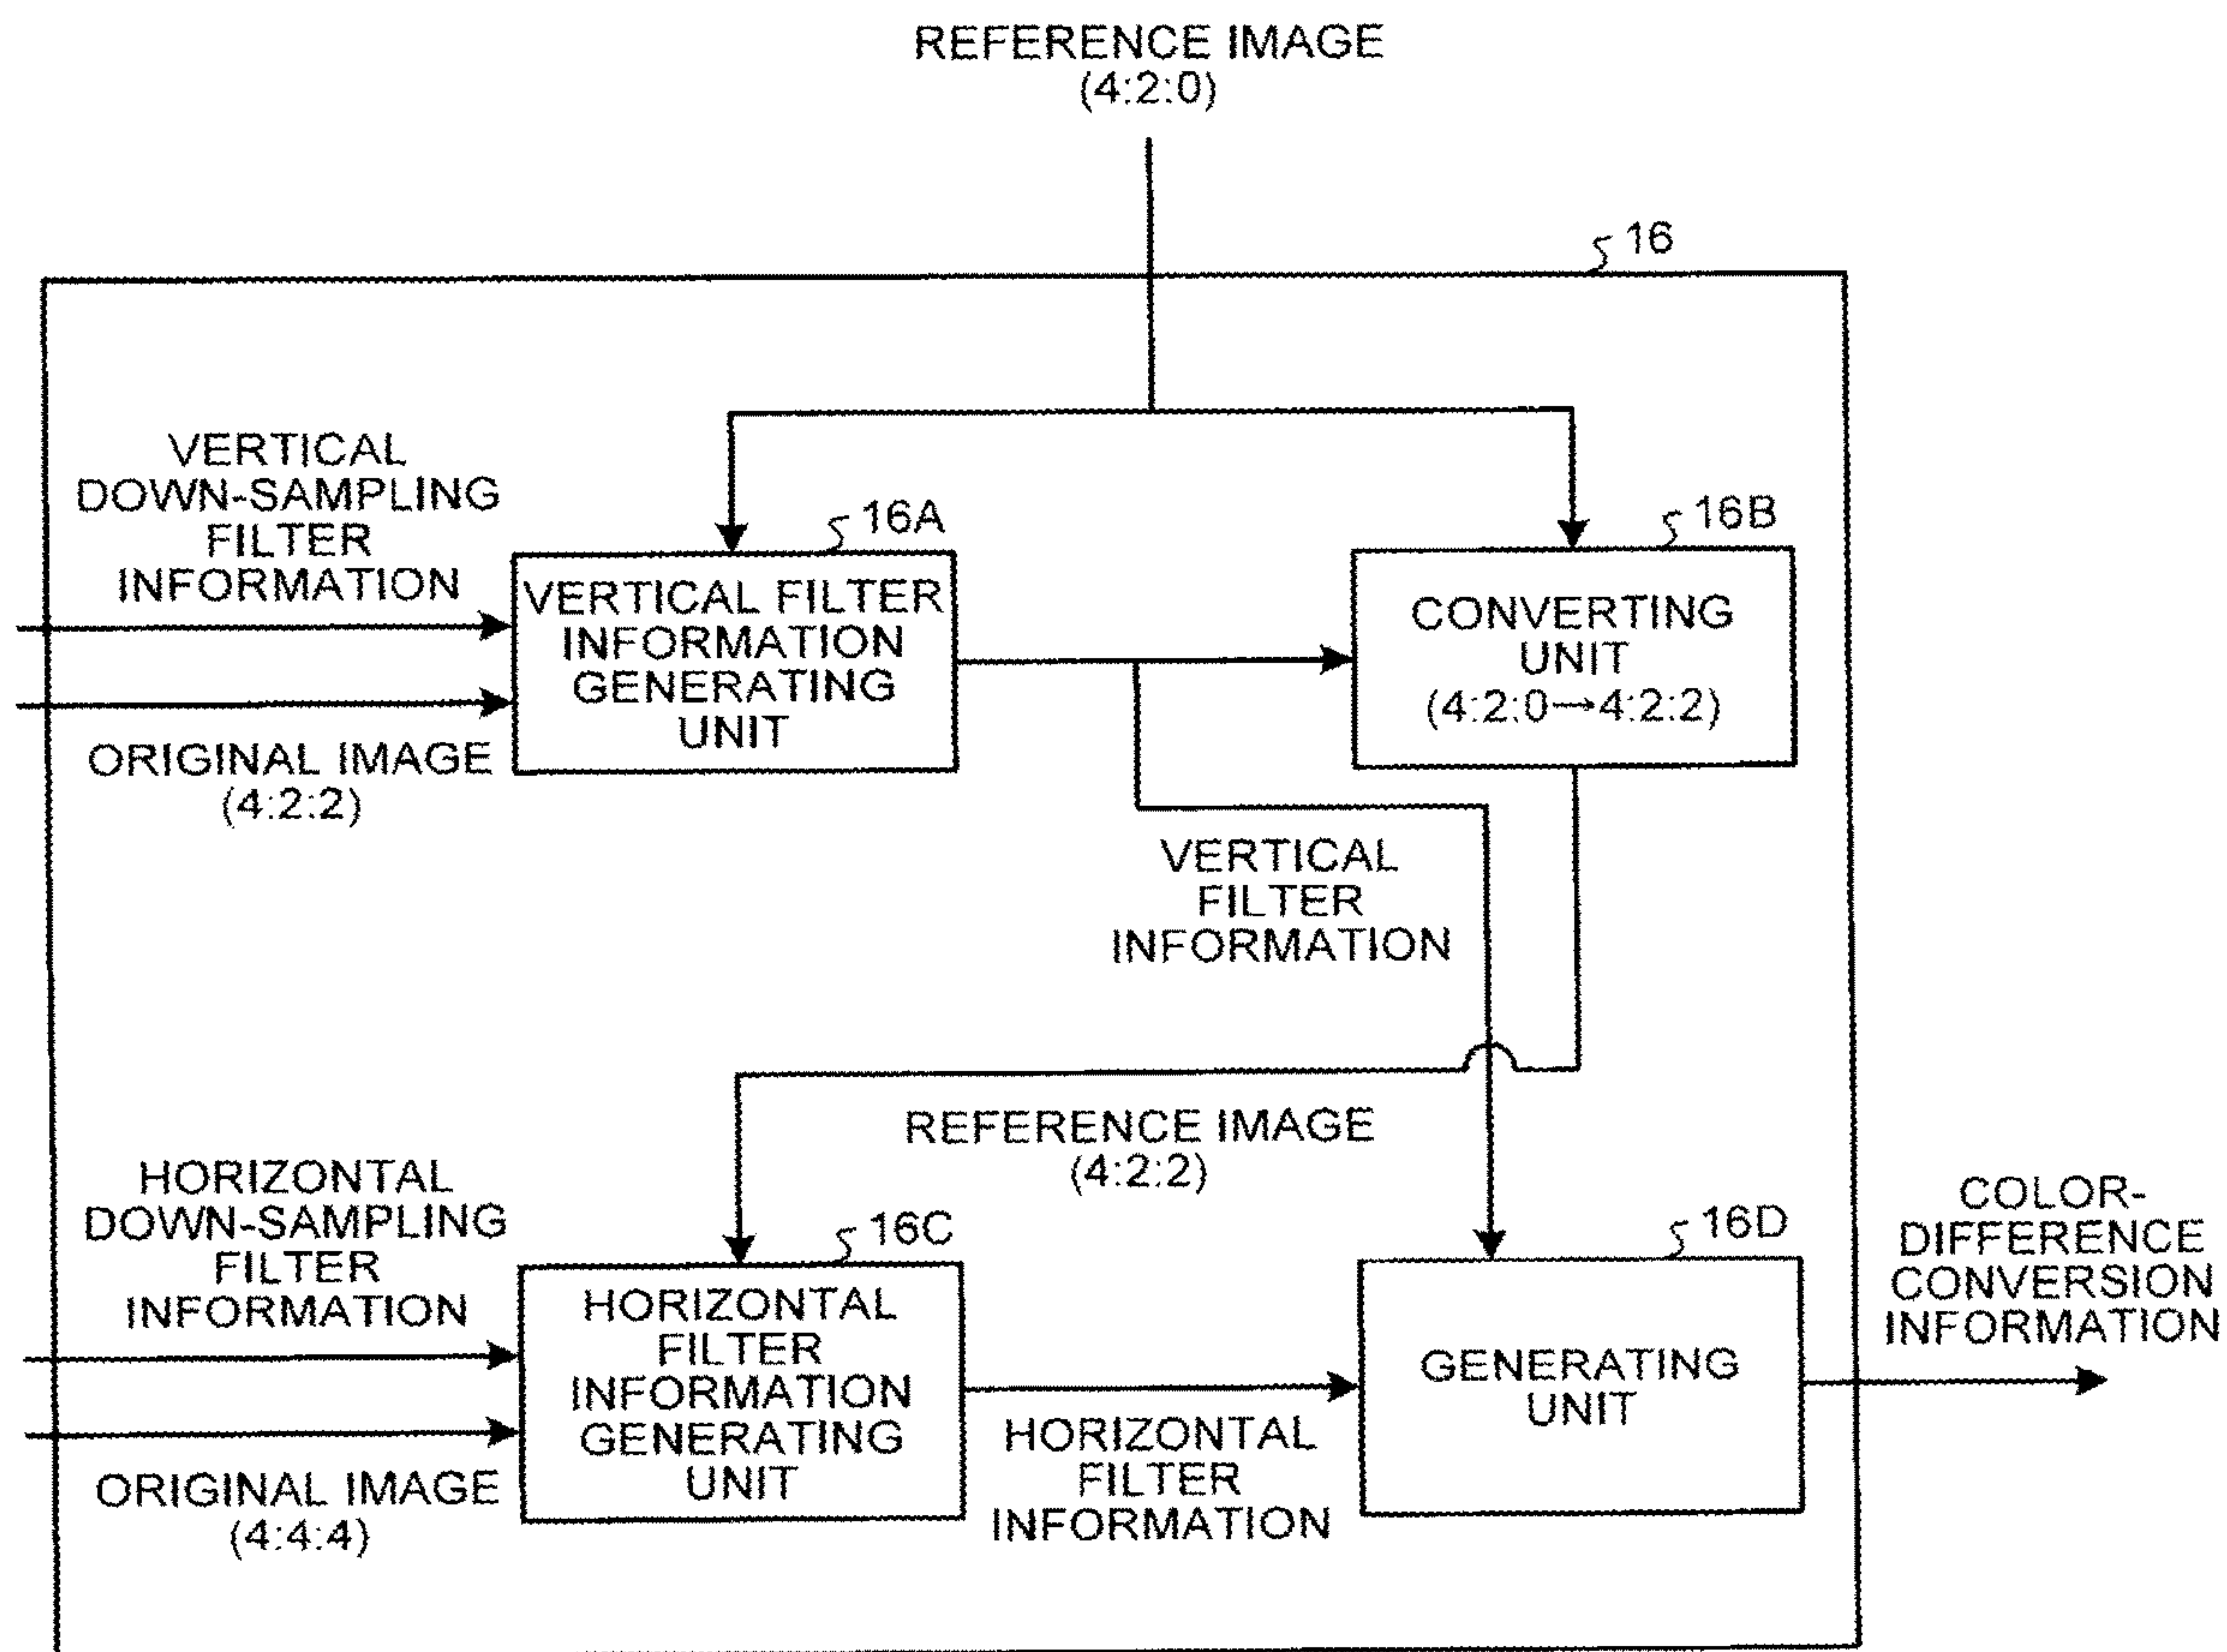 REFERENCE IMAGE
(4:2:0)
16
VERTICAL
DOWN-SAMPLING
FILTER
INFORMATION
16A
16B
VERTICAL FILTER
INFORMATION
GENERATING
UNIT
CONVERTING
UNIT
(4:2:0→4:2:2)
ORIGINAL IMAGE
(4:2:2)
VERTICAL
FILTER
INFORMATION
REFERENCE IMAGE
(4:2:2)
HORIZONTAL
DOWN-SAMPLING
FILTER
INFORMATION
16C
16D
COLOR-
DIFFERENCE
CONVERSION
INFORMATION
HORIZONTAL
FILTER
INFORMATION
GENERATING
UNIT
GENERATING
UNIT
ORIGINAL IMAGE
(4:4:4)
HORIZONTAL
FILTER
INFORMATION